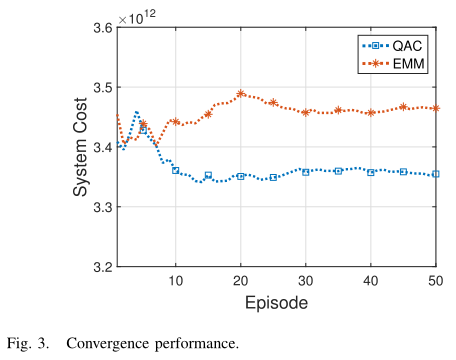 ×10¹²
3.6
QAC
EMM
3.5
3.4
3.3
3.2
System Cost
10 20 30 40 50
Episode
Fig. 3. Convergence performance.